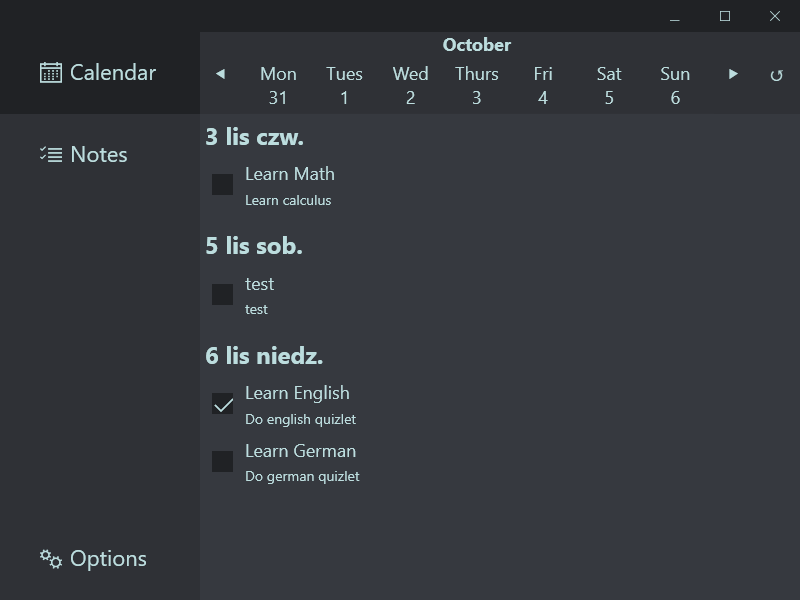 Calendar
Notes
Options
October
Mon Tues Wed Thurs Fri Sat Sun
31 1 2 3 4 5 6
3 lis czw.
Learn Math
Learn calculus
5 lis sob.
test
test
6 lis niedz.
Learn English
Do english quizlet
Learn German
Do german quizlet